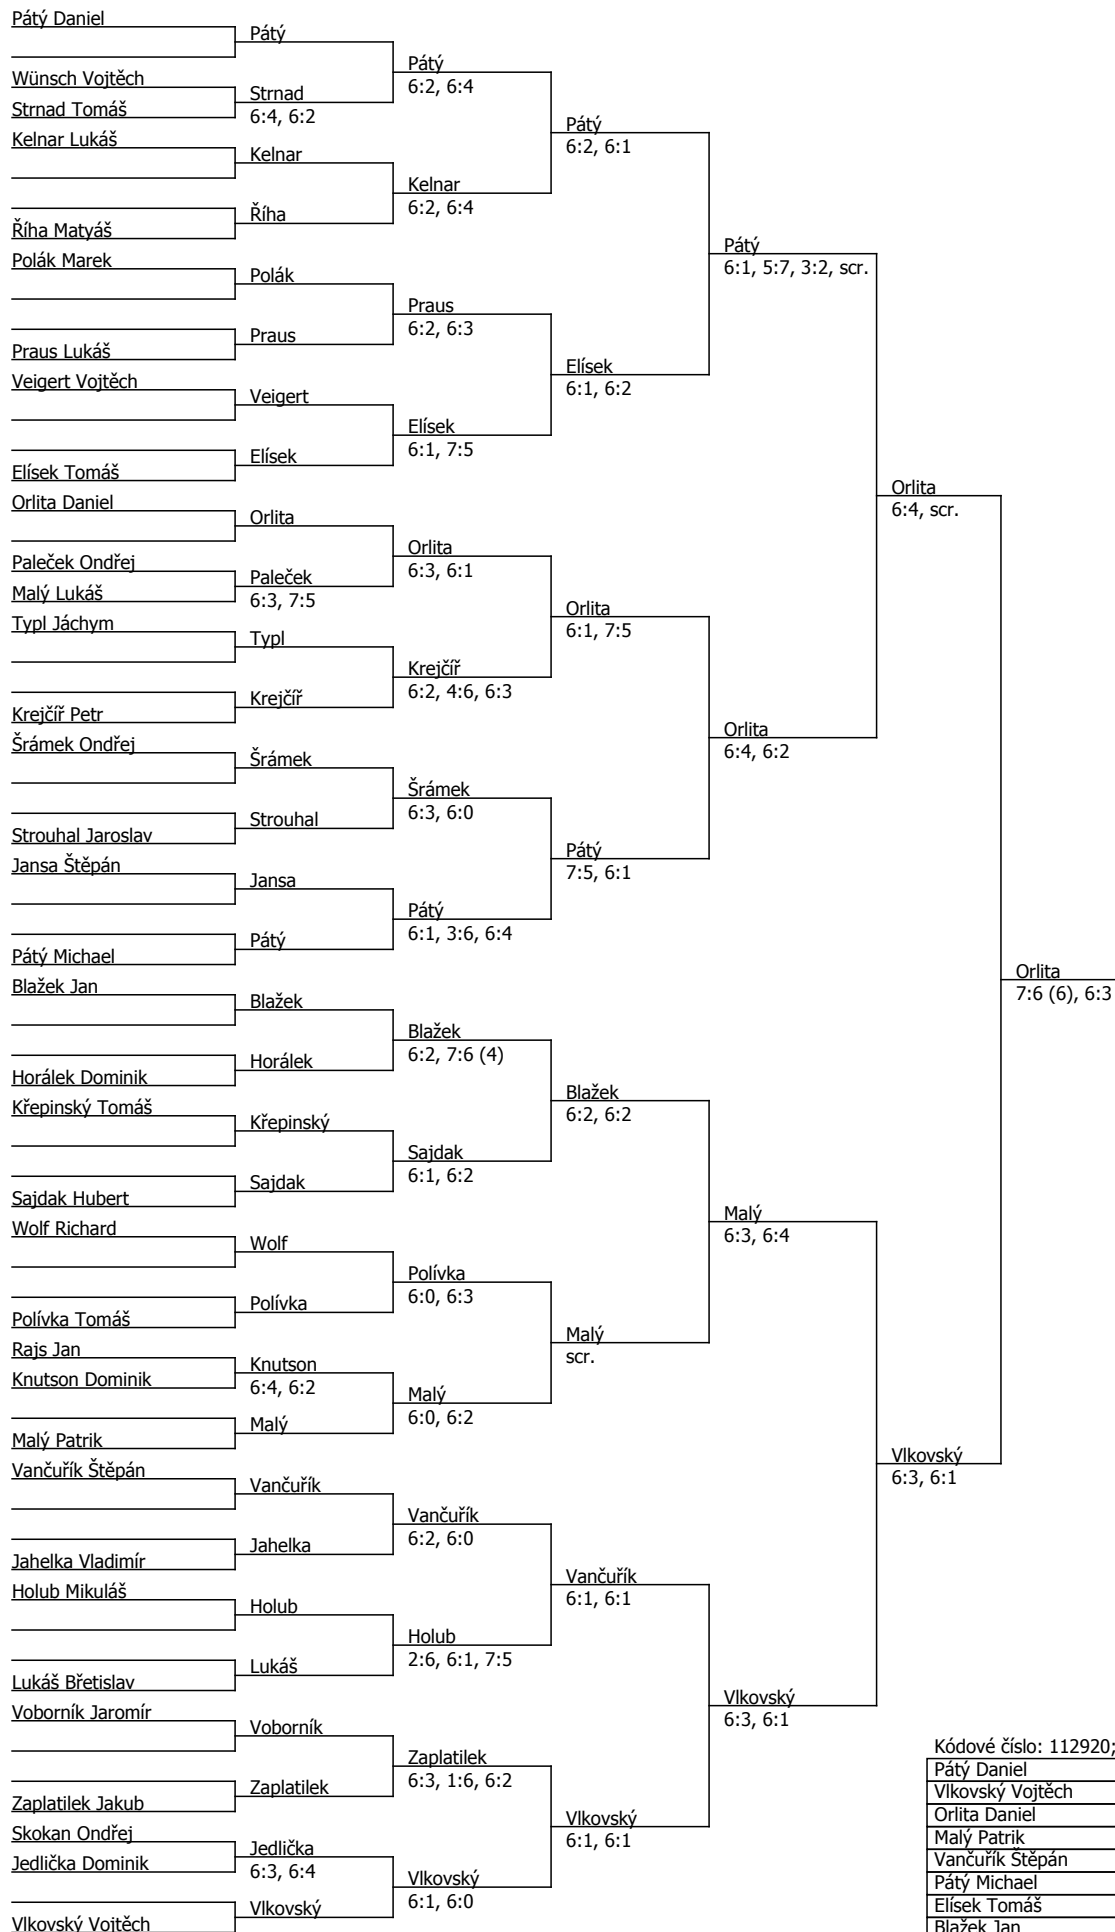 Pátý Daniel
Wünsch Vojtěch
Strnad Tomáš
Kelnar Lukáš
Říha Matyáš
Polák Marek
Praus Lukáš
Veigert Vojtěch
Elísek Tomáš
Orlita Daniel
Paleček Ondřej
Malý Lukáš
Typl Jáchym
Krejčíř Petr
Šrámek Ondřej
Strouhal Jaroslav
Jansa Štěpán
Pátý Michael
Blažek Jan
Horálek Dominik
Křepinský Tomáš
Sajdak Hubert
Wolf Richard
Polívka Tomáš
Rajs Jan
Knutson Dominik
Malý Patrik
Vančuřík Štěpán
Jahelka Vladimír
Holub Mikuláš
Lukáš Břetislav
Voborník Jaromír
Zaplatilek Jakub
Skokan Ondřej
Jedlička Dominik
Vlkovský Vojtěch
Pátý
Strnad
6:4, 6:2
Kelnar
Říha
Polák
Praus
Veigert
Elísek
Orlita
Paleček
6:3, 7:5
Typl
Krejčíř
Šrámek
Strouhal
Jansa
Pátý
Blažek
Horálek
Křepinský
Sajdak
Wolf
Polívka
Knutson
6:4, 6:2
Malý
Vančuřík
Jahelka
Holub
Lukáš
Voborník
Zaplatilek
Jedlička
6:3, 6:4
Vlkovský
Pátý
6:2, 6:4
Kelnar
6:2, 6:4
Praus
6:2, 6:3
Elísek
6:1, 7:5
Orlita
6:3, 6:1
Krejčíř
6:2, 4:6, 6:3
Šrámek
6:3, 6:0
Pátý
6:1, 3:6, 6:4
Blažek
6:2, 7:6 (4)
Sajdak
6:1, 6:2
Polívka
6:0, 6:3
Malý
6:0, 6:2
Vančuřík
6:2, 6:0
Holub
2:6, 6:1, 7:5
Zaplatilek
6:3, 1:6, 6:2
Vlkovský
6:1, 6:0
Pátý
6:2, 6:1
Elísek
6:1, 6:2
Orlita
6:1, 7:5
Pátý
7:5, 6:1
Blažek
6:2, 6:2
Malý
scr.
Vančuřík
6:1, 6:1
Vlkovský
6:1, 6:1
Pátý
6:1, 5:7, 3:2, scr.
Orlita
6:4, 6:2
Malý
6:3, 6:4
Vlkovský
6:3, 6:1
Orlita
6:4, scr.
Vlkovský
6:3, 6:1
Orlita
7:6 (6), 6:3
Kódové číslo: 112920;
Pátý Daniel
Vlkovský Vojtěch
Orlita Daniel
Malý Patrik
Vančuřík Štěpán
Pátý Michael
Elísek Tomáš
Blažek Jan